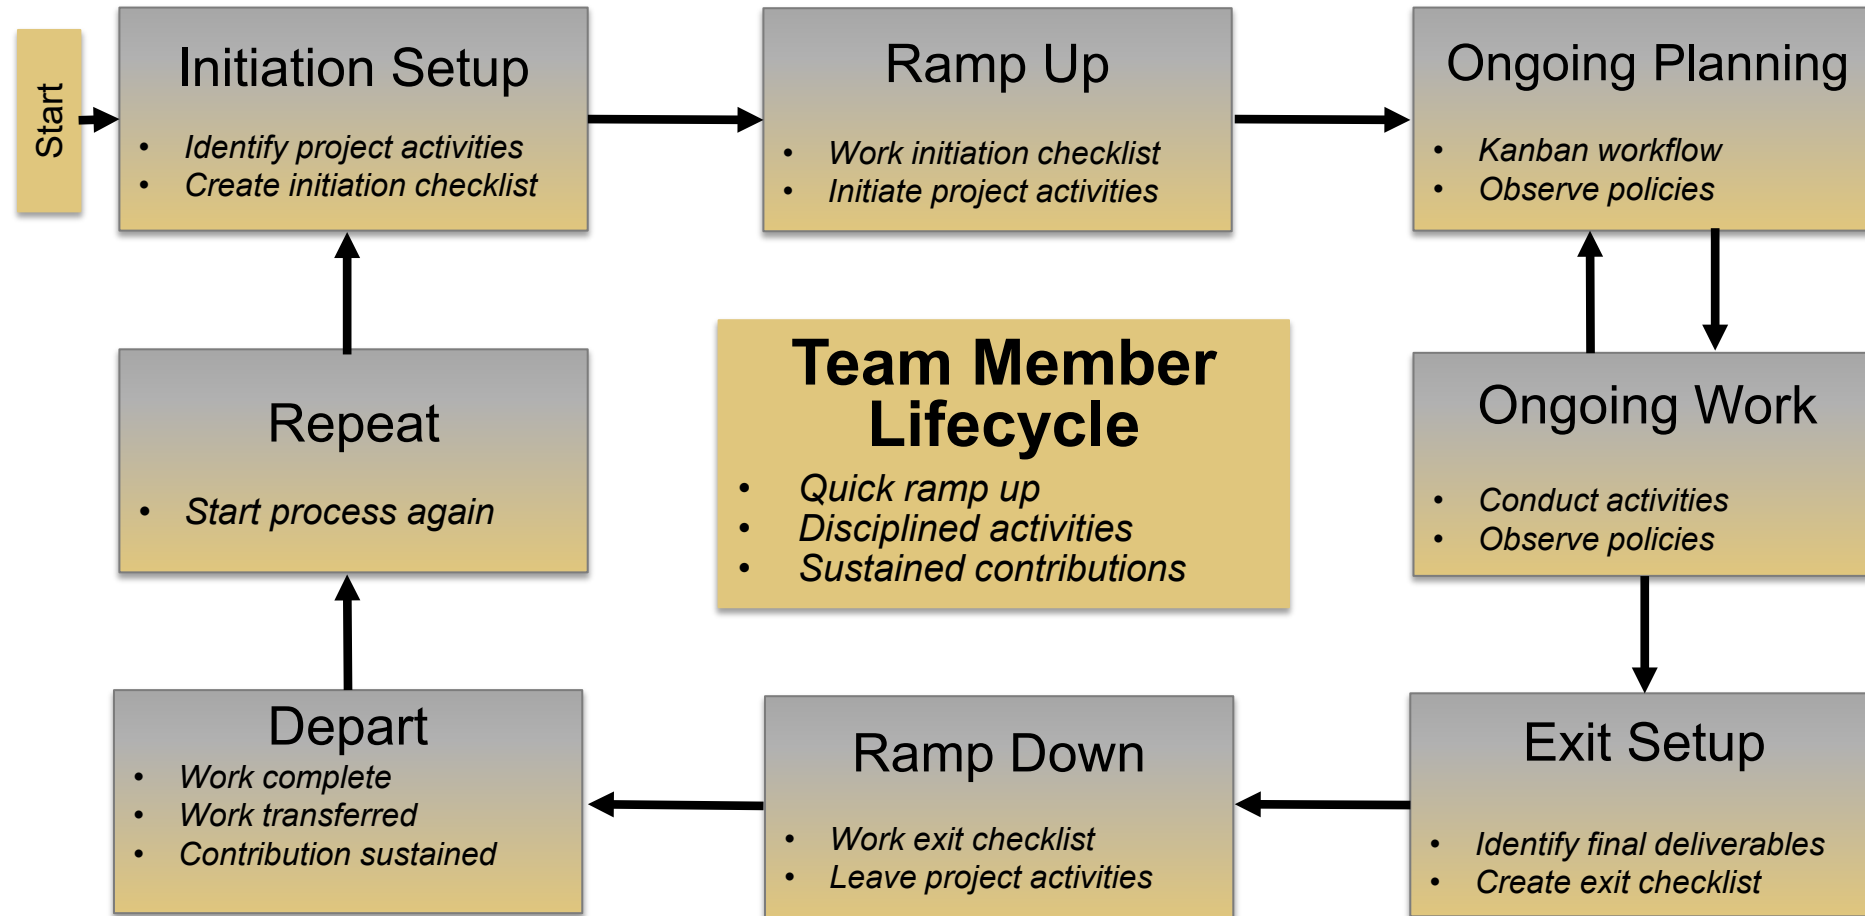 Start
Initiation Setup
• Identify project activities
• Create initiation checklist
Ramp Up
• Work initiation checklist
• Initiate project activities
Ongoing Planning
• Kanban workflow
• Observe policies
Repeat
• Start process again
Team Member
Lifecycle
• Quick ramp up
• Disciplined activities
• Sustained contributions
Ongoing Work
• Conduct activities
• Observe policies
Depart
• Work complete
• Work transferred
• Contribution sustained
Ramp Down
• Work exit checklist
• Leave project activities
Exit Setup
• Identify final deliverables
• Create exit checklist